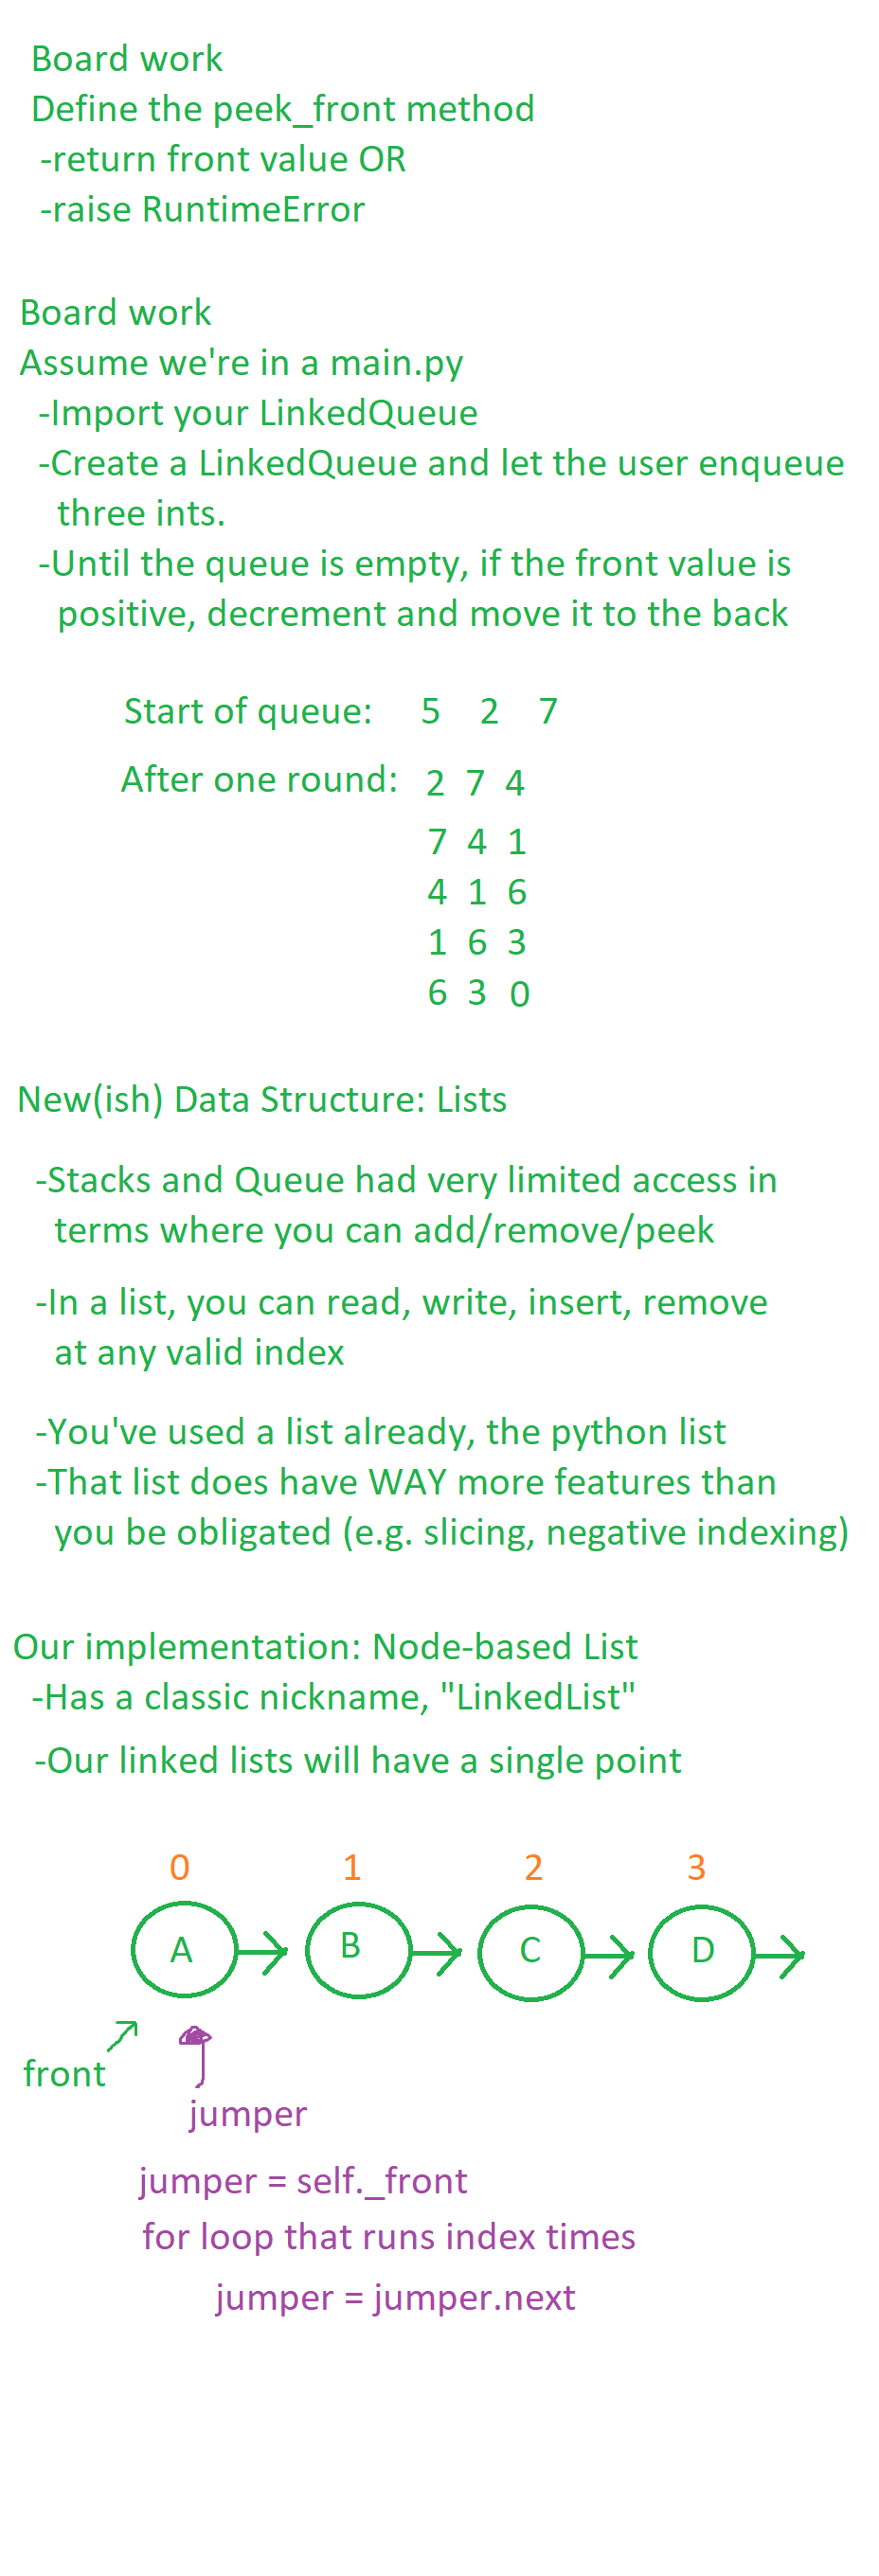 Board work
Define the peek_front method
-return front value OR
-raise RuntimeError
Board work
Assume we're in a main.py
-Import your LinkedQueue
-Create a LinkedQueue and let the user enqueue
three ints.
-Until the queue is empty, if the front value is
positive, decrement and move it to the back
Start of queue: 5 2 7
After one round: 2 7 4
7 4 1
4 1 6
1 6 3
6 3 0
New(ish) Data Structure: Lists
-Stacks and Queue had very limited access in
terms where you can add/remove/peek
-In a list, you can read, write, insert, remove
at any valid index
-You've used a list already, the python list
-That list does have WAY more features than
you be obligated (e.g. slicing, negative indexing)
Our implementation: Node-based List
-Has a classic nickname, "LinkedList"
-Our linked lists will have a single point
0 1 2 3
A B C D
front
jumper
jumper = self._front
for loop that runs index times
jumper = jumper.next